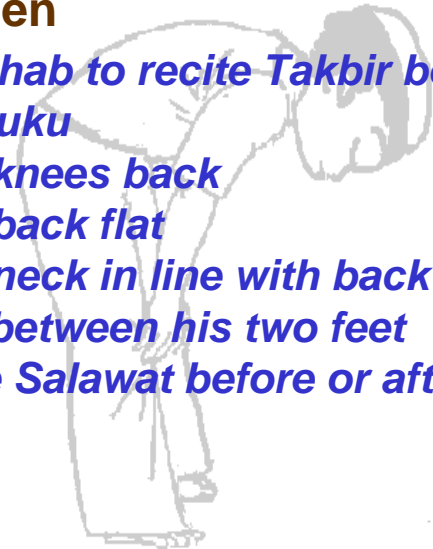 en
hab to recite Takbir be
uku
knees back
back flat
neck in line with back
between his two feet
e Salawat before or aft